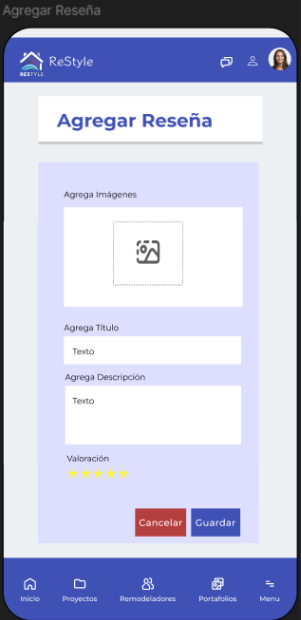 Agregar Reseña
ReStyle
RESTYLE
Agregar Reseña
Agrega Imágenes
Agrega Título
Texto
Agrega Descripción
Texto
Valoración
Cancelar Guardar
Inicio Proyectos Remodeladores Portafolios Menu